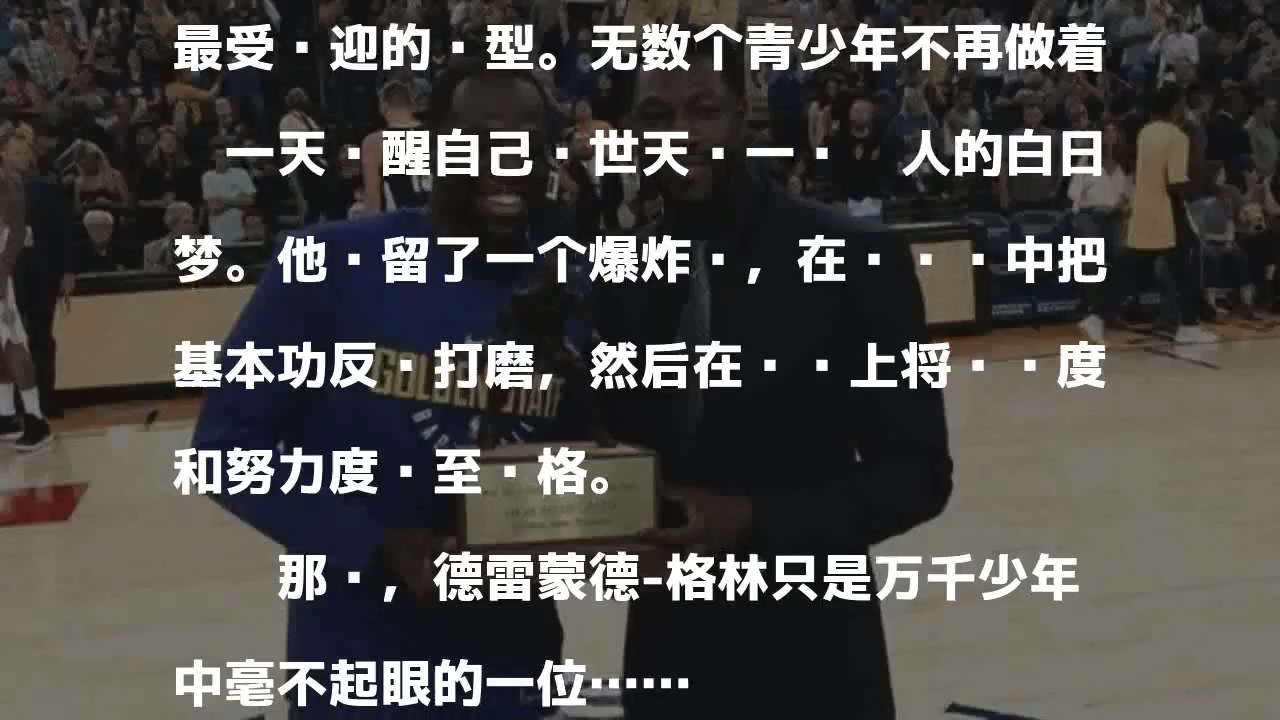 最受·迎的·型。无数个青少年不再做着
一天·醒自己·世天·一· 人的白日
梦。他·留了一个爆炸·，在···中把
基本功反·打磨，然后在··上将··度
和努力度·至·格。
那·，德雷蒙德-格林只是万千少年
中毫不起眼的一位……
GOLDEN STATE